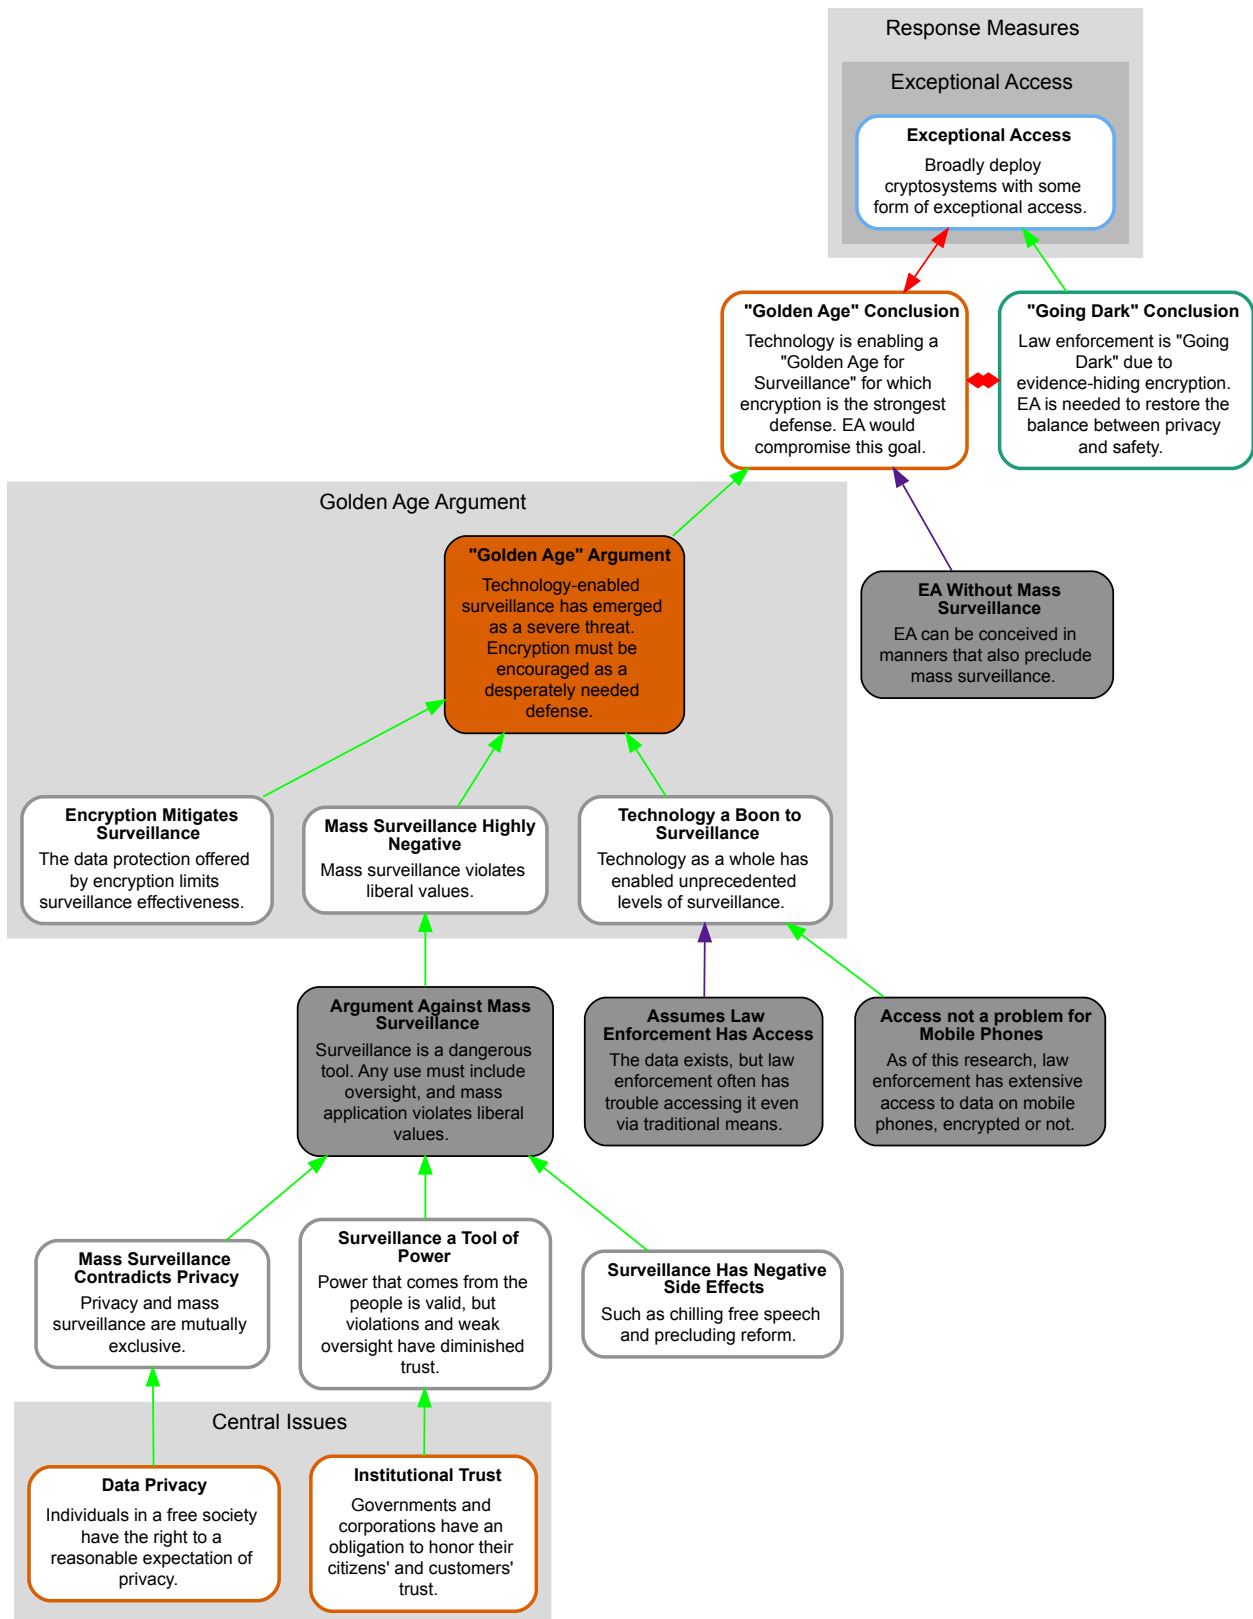 Response Measures
Exceptional Access
Exceptional Access
Broadly deploy
cryptosystems with some
form of exceptional access.
"Golden Age" Conclusion
Technology is enabling a
"Golden Age for
Surveillance" for which
encryption is the strongest
defense. EA would
compromise this goal.
"Going Dark" Conclusion
Law enforcement is "Going
Dark" due to
evidence-hiding encryption.
EA is needed to restore the
balance between privacy
and safety.
Golden Age Argument
"Golden Age" Argument
Technology-enabled
surveillance has emerged
as a severe threat.
Encryption must be
encouraged as a
desperately needed
defense.
EA Without Mass
Surveillance
EA can be conceived in
manners that also preclude
mass surveillance.
Encryption Mitigates
Surveillance
The data protection offered
by encryption limits
surveillance effectiveness.
Mass Surveillance Highly
Negative
Mass surveillance violates
liberal values.
Technology a Boon to
Surveillance
Technology as a whole has
enabled unprecedented
levels of surveillance.
Argument Against Mass
Surveillance
Surveillance is a dangerous
tool. Any use must include
oversight, and mass
application violates liberal
values.
Assumes Law
Enforcement Has Access
The data exists, but law
enforcement often has
trouble accessing it even
via traditional means.
Access not a problem for
Mobile Phones
As of this research, law
enforcement has extensive
access to data on mobile
phones, encrypted or not.
Mass Surveillance
Contradicts Privacy
Privacy and mass
surveillance are mutually
exclusive.
Surveillance a Tool of
Power
Power that comes from the
people is valid, but
violations and weak
oversight have diminished
trust.
Surveillance Has Negative
Side Effects
Such as chilling free speech
and precluding reform.
Central Issues
Data Privacy
Individuals in a free society
have the right to a
reasonable expectation of
privacy.
Institutional Trust
Governments and
corporations have an
obligation to honor their
citizens' and customers'
trust.